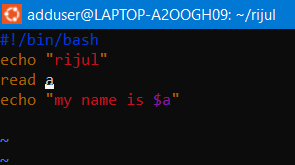 adduser@LAPTOP-A2OOGH09: ~/rijul
#!/bin/bash
echo "rijul"
read a
echo "my name is $a"
~
~